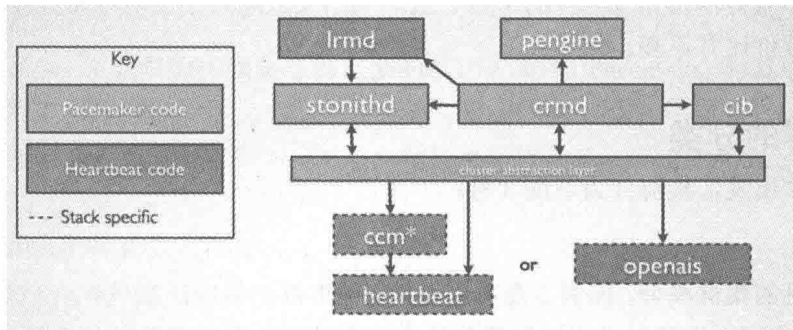 Key
Pacemaker code
Heartbeat code
--- Stack specific
lrmd
pengine
stonithd
crmd
cib
cluster abstraction layer
ccm*
or
openais
heartbeat